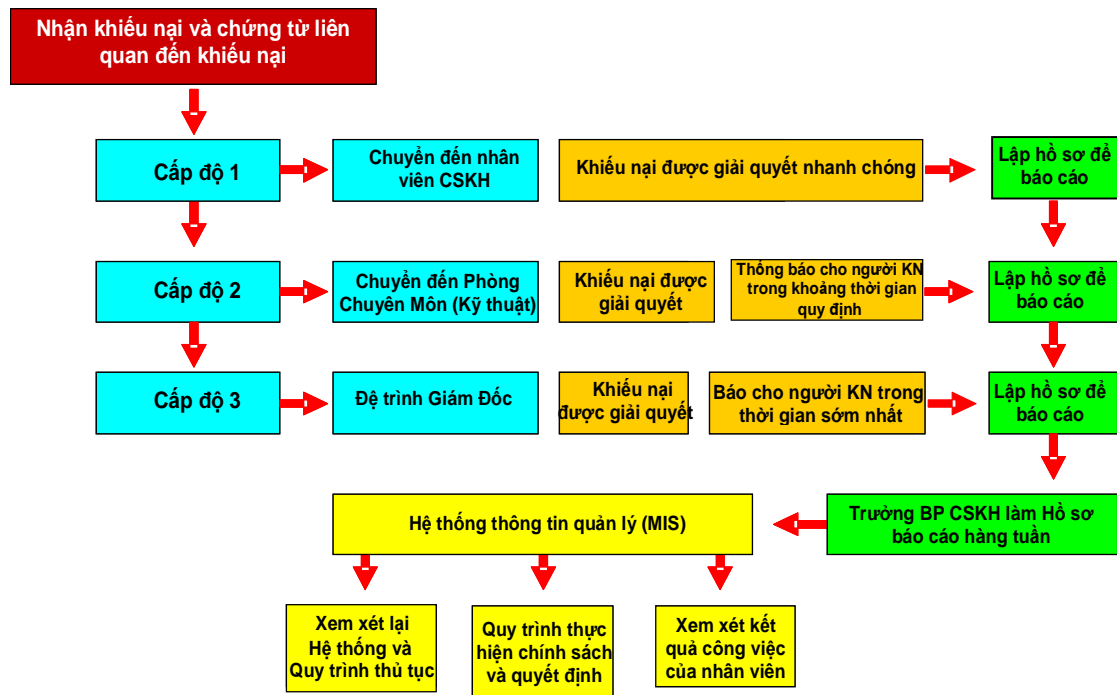 Nhận khiếu nại và chứng từ liên
quan đến khiếu nại
Cấp độ 1
Chuyển đến nhân
viên CSKH
Khiếu nại được giải quyết nhanh chóng
Lập hồ sơ để
báo cáo
Cấp độ 2
Chuyển đến Phòng
Chuyên Môn (Kỹ thuật)
Khiếu nại được
giải quyết
Thống báo cho người KN
trong khoảng thời gian
quy định
Lập hồ sơ để
báo cáo
Cấp độ 3
Đệ trình Giám Đốc
Khiếu nại
được giải quyết
Báo cho người KN trong
thời gian sớm nhất
Lập hồ sơ để
báo cáo
Hệ thống thông tin quản lý (MIS)
Trưởng BP CSKH làm Hồ sơ
báo cáo hàng tuần
Xem xét lại
Hệ thống và
Quy trình thủ tục
Quy trình thực
hiện chính sách
và quyết định
Xem xét kết
quả công việc
của nhân viên